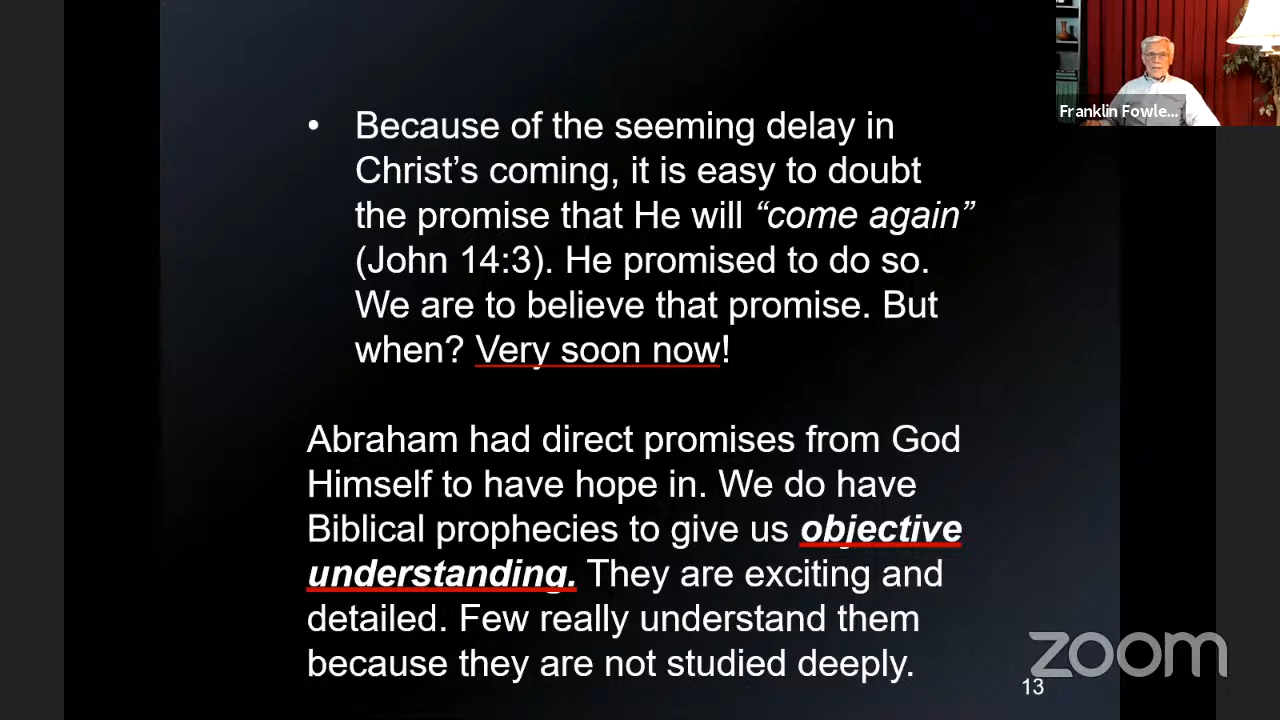 Franklin Fowle...
• Because of the seeming delay in
Christ’s coming, it is easy to doubt
the promise that He will “come again”
(John 14:3). He promised to do so.
We are to believe that promise. But
when? Very soon now!
Abraham had direct promises from God
Himself to have hope in. We do have
Biblical prophecies to give us objective
understanding. They are exciting and
detailed. Few really understand them
because they are not studied deeply.
zoom
13